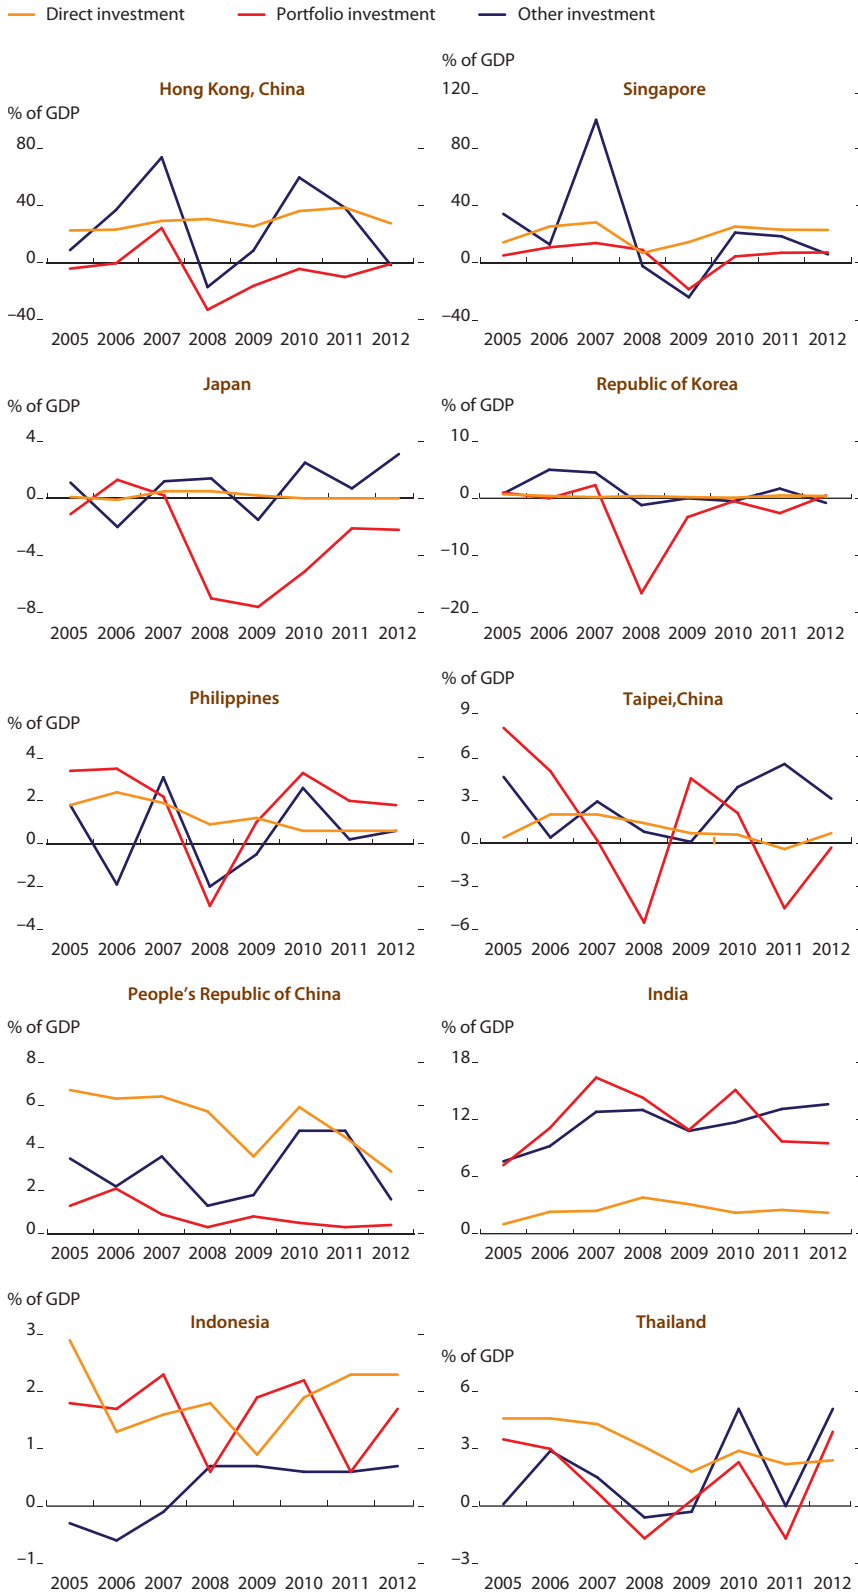 Direct investment Portfolio investment Other investment
Hong Kong, China
% of GDP
80
40
0
−40
2005 2006 2007 2008 2009 2010 2011 2012
% of GDP
Singapore
120
80
40
0
−40
2005 2006 2007 2008 2009 2010 2011 2012
Japan
% of GDP
4
0
−4
−8
2005 2006 2007 2008 2009 2010 2011 2012
Republic of Korea
% of GDP
10
0
−10
−20
2005 2006 2007 2008 2009 2010 2011 2012
Philippines
% of GDP
4
2
0
−2
−4
2005 2006 2007 2008 2009 2010 2011 2012
% of GDP
Taipei,China
9
6
3
0
−3
−6
2005 2006 2007 2008 2009 2010 2011 2012
People’s Republic of China
% of GDP
8
6
4
2
0
2005 2006 2007 2008 2009 2010 2011 2012
India
% of GDP
18
12
6
0
2005 2006 2007 2008 2009 2010 2011 2012
% of GDP
Indonesia
3
2
1
0
−1
2005 2006 2007 2008 2009 2010 2011 2012
Thailand
% of GDP
6
3
0
−3
2005 2006 2007 2008 2009 2010 2011 2012